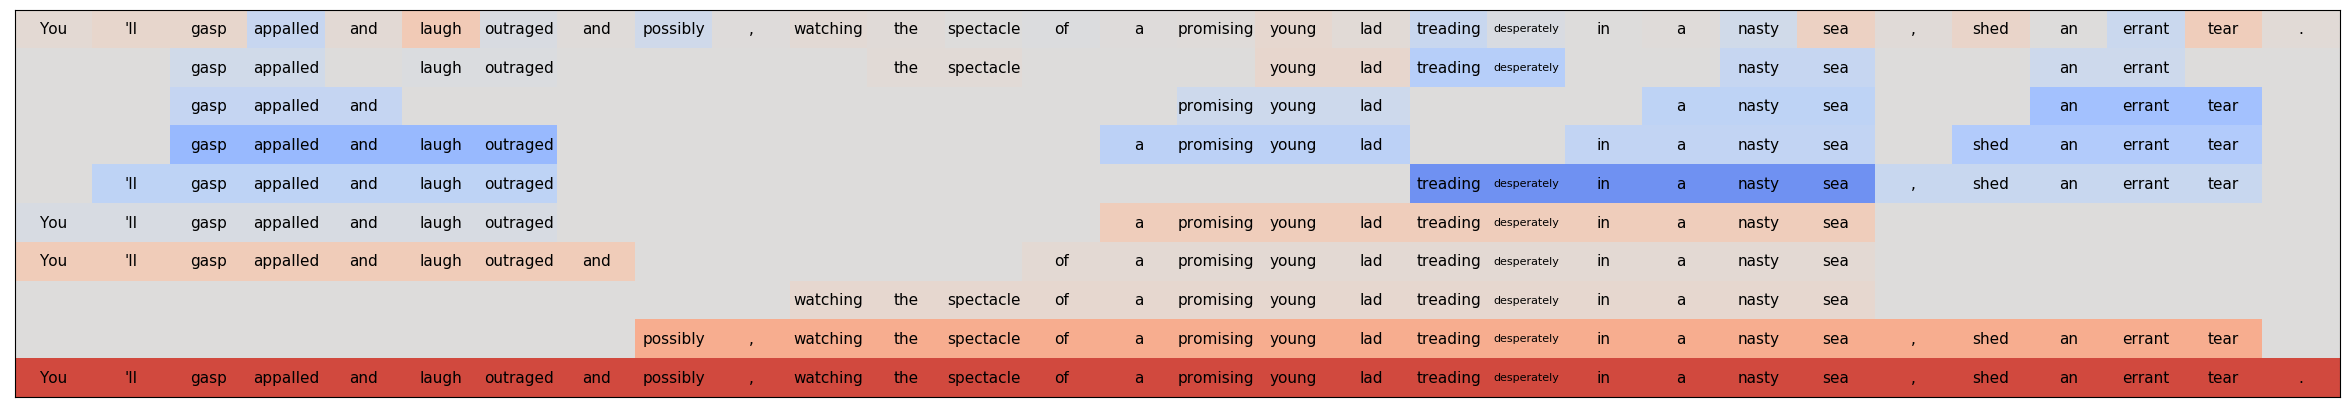 You 'll gasp appalled and laugh outraged and possibly , watching the spectacle of a promising young lad treading desperately in a nasty sea , shed an errant tear .
gasp appalled laugh outraged the spectacle young lad treading desperately nasty sea an errant
gasp appalled and promising young lad a nasty sea an errant tear
gasp appalled and laugh outraged a promising young lad in a nasty sea shed an errant tear
'll gasp appalled and laugh outraged treading desperately in a nasty sea , shed an errant tear
You 'll gasp appalled and laugh outraged a promising young lad treading desperately in a nasty sea
You 'll gasp appalled and laugh outraged and of a promising young lad treading desperately in a nasty sea
watching the spectacle of a promising young lad treading desperately in a nasty sea
possibly , watching the spectacle of a promising young lad treading desperately in a nasty sea , shed an errant tear
You 'll gasp appalled and laugh outraged and possibly , watching the spectacle of a promising young lad treading desperately in a nasty sea , shed an errant tear .